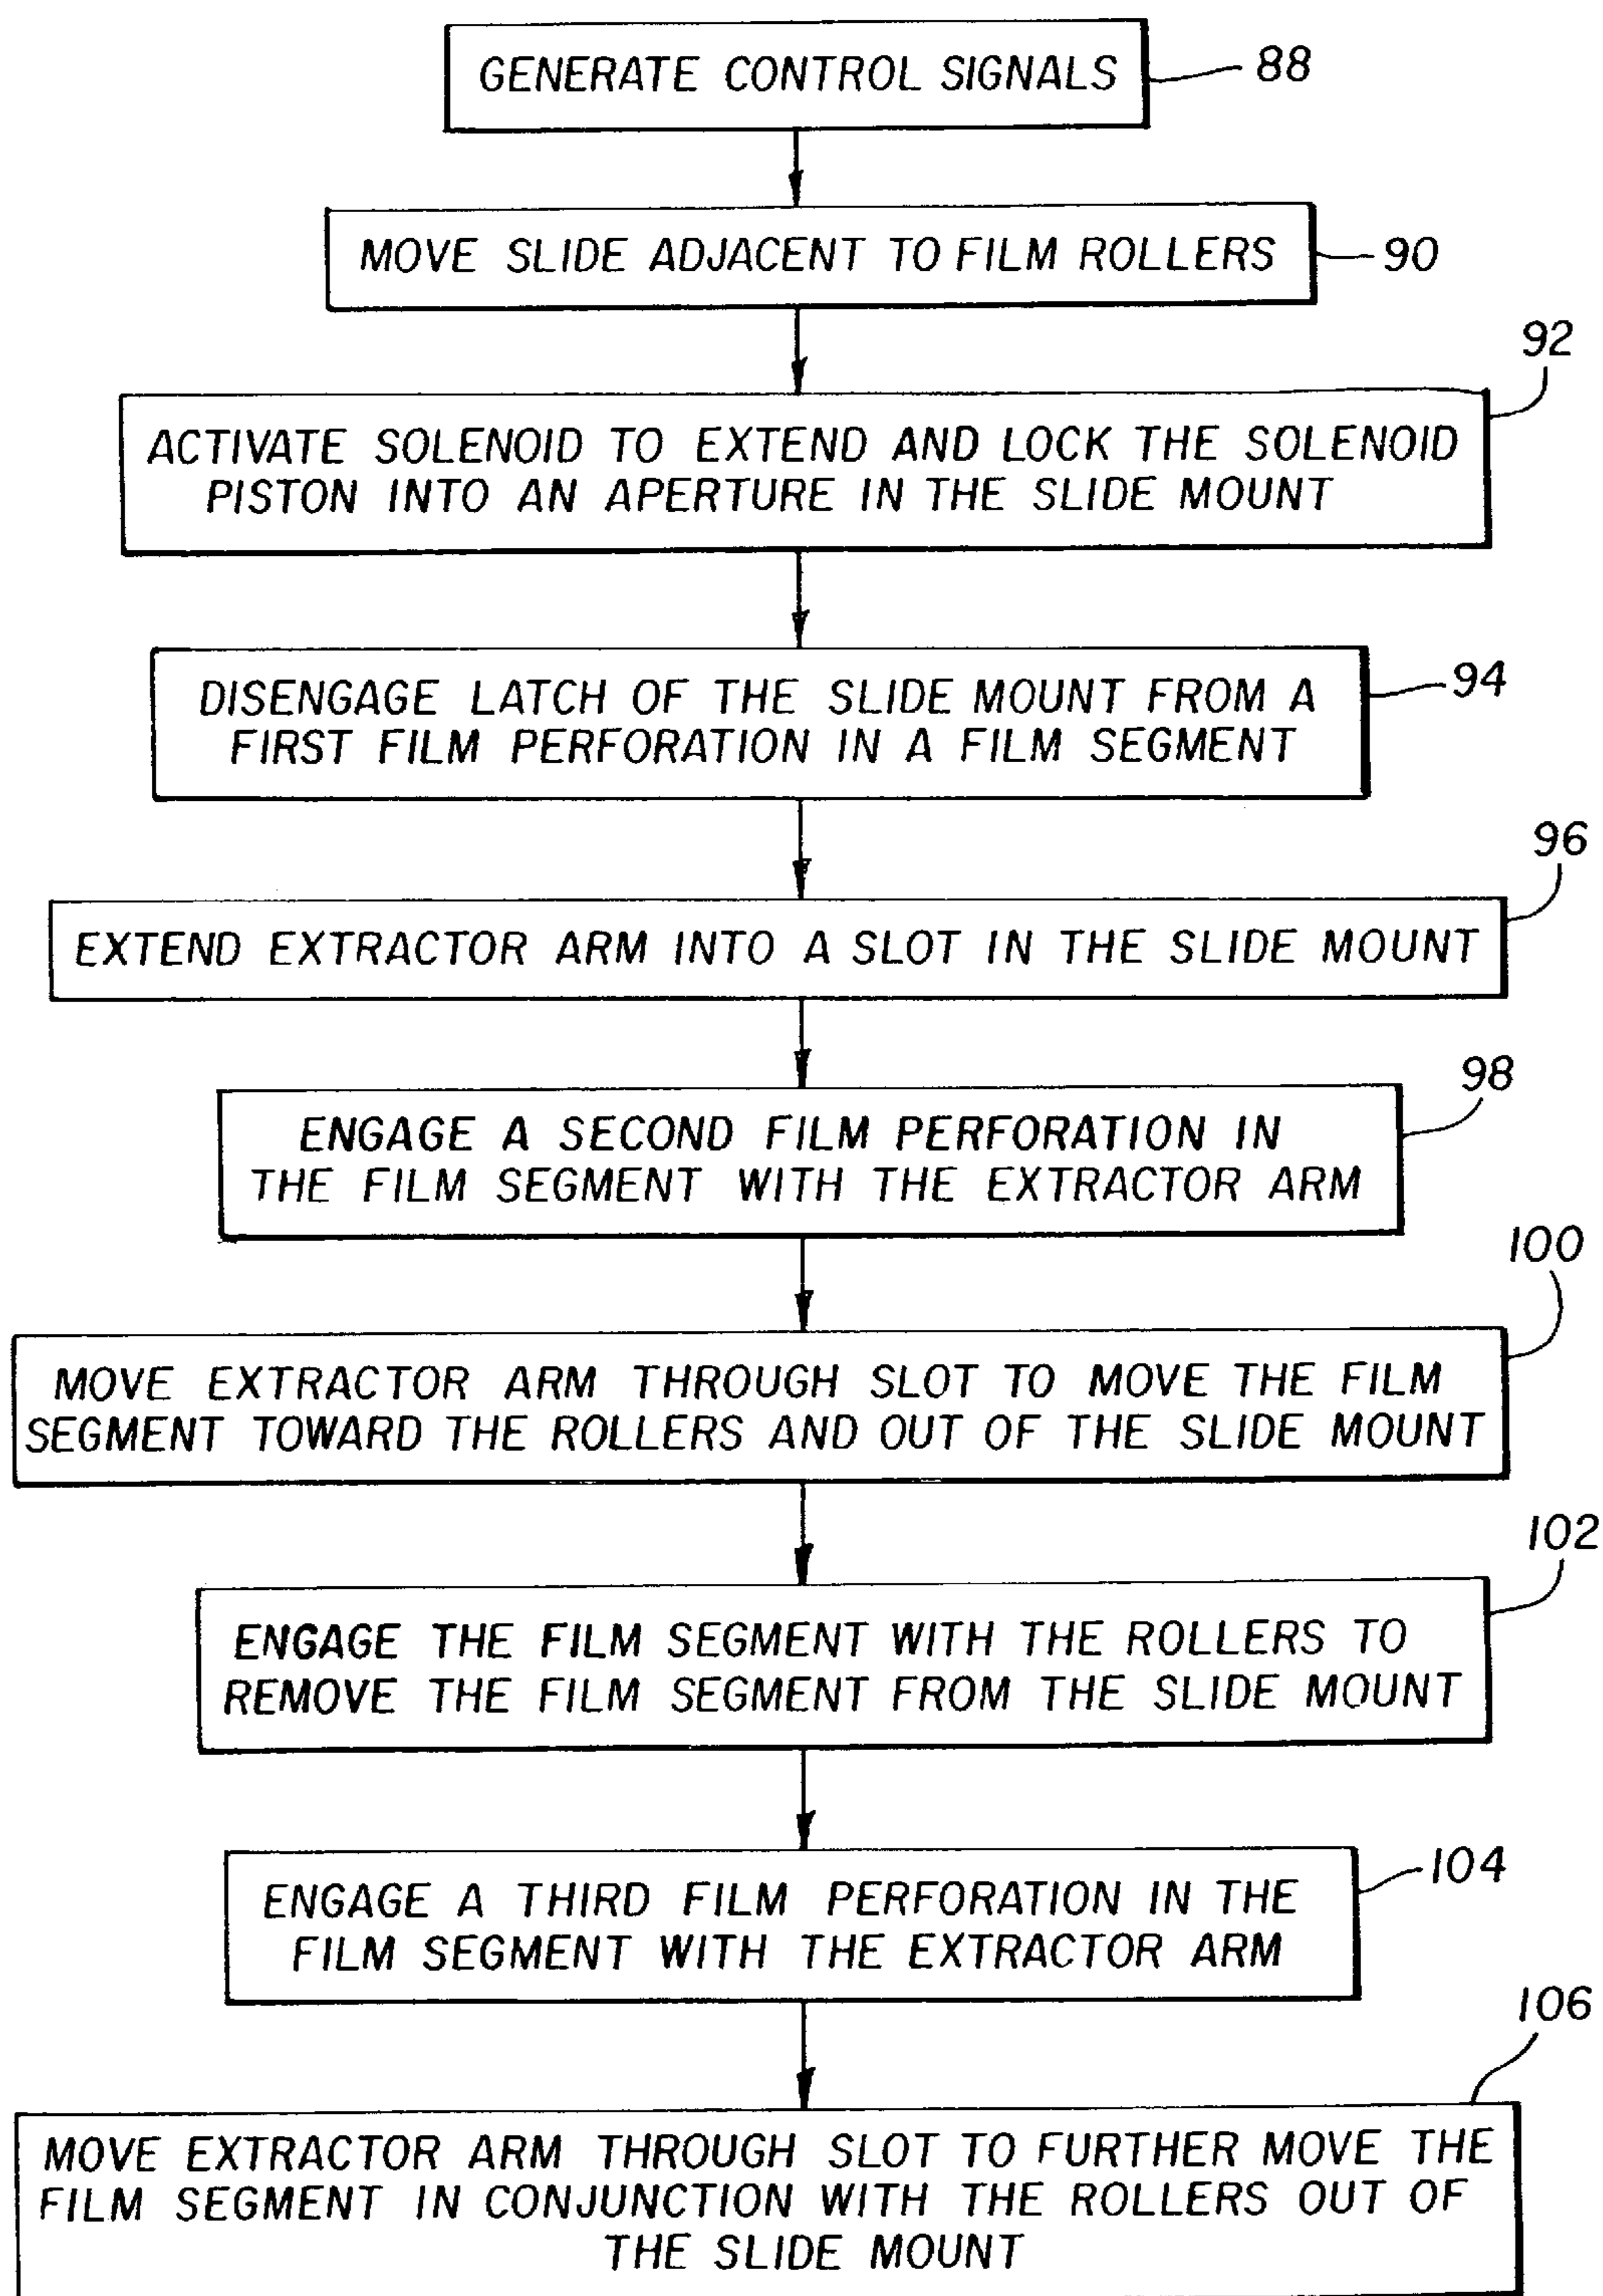 GENERATE CONTROL SIGNALS
88
MOVE SLIDE ADJACENT TO FILM ROLLERS
90
92
ACTIVATE SOLENOID TO EXTEND AND LOCK THE SOLENOID
PISTON INTO AN APERTURE IN THE SLIDE MOUNT
94
DISENGAGE LATCH OF THE SLIDE MOUNT FROM A
FIRST FILM PERFORATION IN A FILM SEGMENT
96
EXTEND EXTRACTOR ARM INTO A SLOT IN THE SLIDE MOUNT
98
ENGAGE A SECOND FILM PERFORATION IN
THE FILM SEGMENT WITH THE EXTRACTOR ARM
100
MOVE EXTRACTOR ARM THROUGH SLOT TO MOVE THE FILM
SEGMENT TOWARD THE ROLLERS AND OUT OF THE SLIDE MOUNT
102
ENGAGE THE FILM SEGMENT WITH THE ROLLERS TO
REMOVE THE FILM SEGMENT FROM THE SLIDE MOUNT
104
ENGAGE A THIRD FILM PERFORATION IN THE
FILM SEGMENT WITH THE EXTRACTOR ARM
106
MOVE EXTRACTOR ARM THROUGH SLOT TO FURTHER MOVE THE
FILM SEGMENT IN CONJUNCTION WITH THE ROLLERS OUT OF
THE SLIDE MOUNT